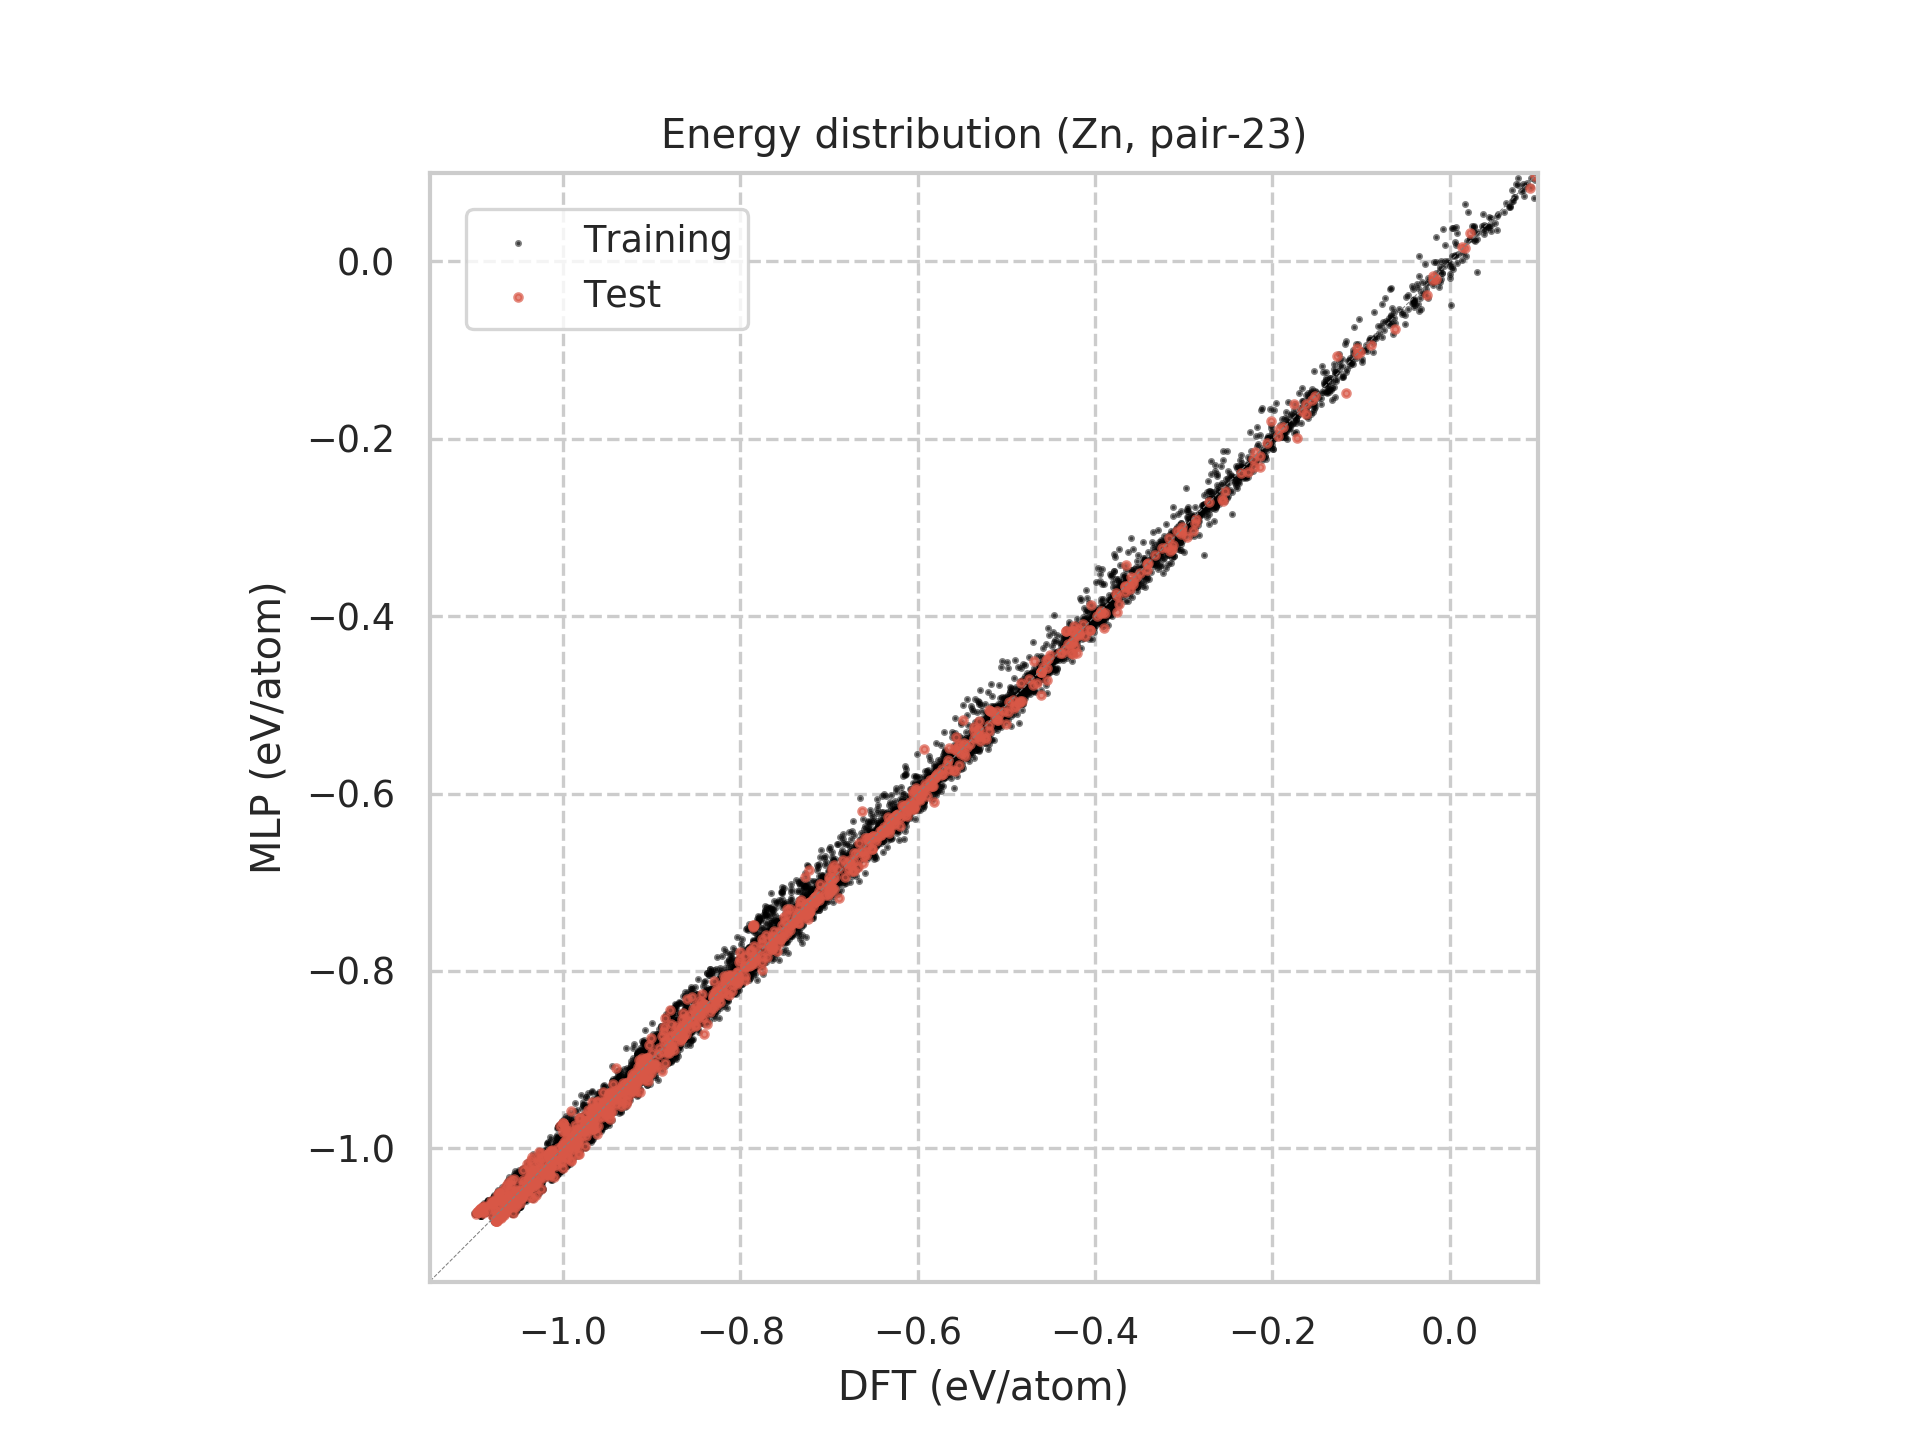 Energy distribution (Zn, pair-23)
Training
Test
0.0
−0.2
−0.4
−0.6
−0.8
−1.0
MLP (eV/atom)
−1.0
−0.8
−0.6
−0.4
−0.2
0.0
DFT (eV/atom)